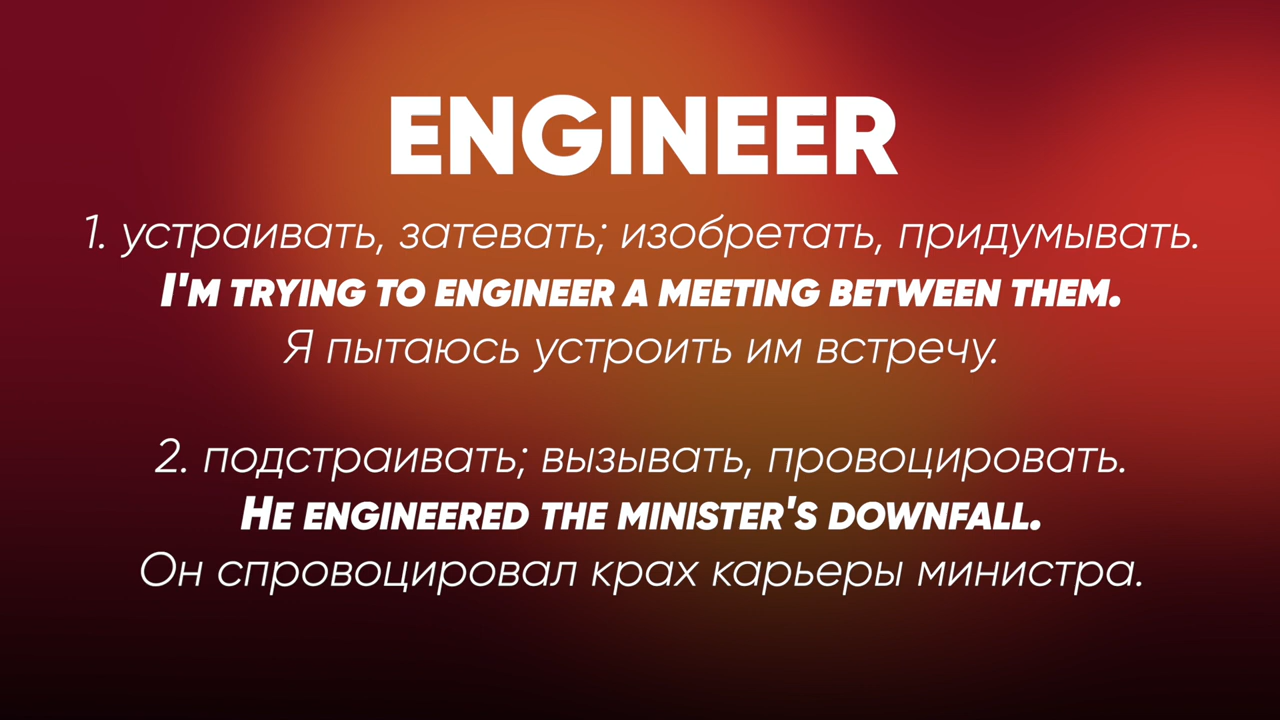 ENGINEER
1. устраивать, затевать; изобретать, придумывать.
I'M TRYING TO ENGINEER A MEETING BETWEEN THEM.
Я пытаюсь устроить им встречу.
2. подстраивать; вызывать, провоцировать.
HE ENGINEERED THE MINISTER'S DOWNFALL.
Он спровоцировал крах карьеры министра.